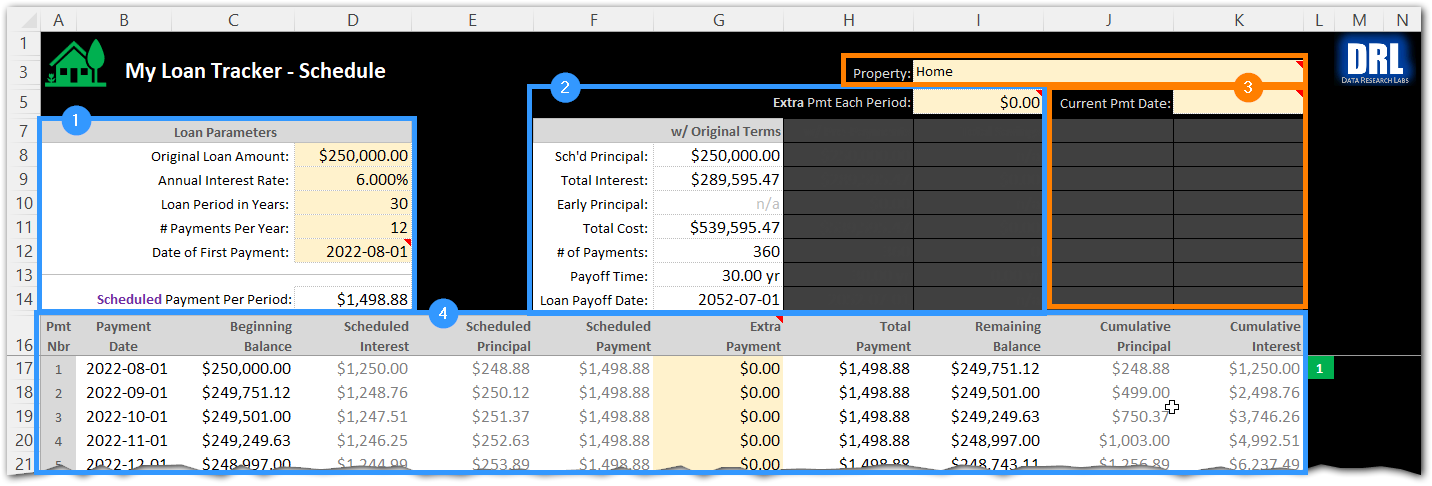 A B C D E F G H I J K L M N
1
3 My Loan Tracker - Schedule Property: Home DRL
DATA RESEARCH LABS
2 3
5 Extra Pmt Each Period: $0.00 Current Pmt Date:
1
7 Loan Parameters w/ Original Terms
8 Original Loan Amount: $250,000.00 Sch'd Principal: $250,000.00
9 Annual Interest Rate: 6.000% Total Interest: $289,595.47
10 Loan Period in Years: 30 Early Principal: n/a
11 # Payments Per Year: 12 Total Cost: $539,595.47
12 Date of First Payment: 2022-08-01 # of Payments: 360
13 Payoff Time: 30.00 yr
14 Scheduled Payment Per Period: $1,498.88 Loan Payoff Date: 2052-07-01
4
Pmt Payment Beginning Scheduled Scheduled Scheduled Extra Total Remaining Cumulative Cumulative
16 Nbr Date Balance Interest Principal Payment Payment Payment Balance Principal Interest
17 1 2022-08-01 $250,000.00 $1,250.00 $248.88 $1,498.88 $0.00 $1,498.88 $249,751.12 $248.88 $1,250.00 1
18 2 2022-09-01 $249,751.12 $1,248.76 $250.12 $1,498.88 $0.00 $1,498.88 $249,501.00 $499.00 $2,498.76
19 3 2022-10-01 $249,501.00 $1,247.51 $251.37 $1,498.88 $0.00 $1,498.88 $249,249.63 $750.37 $3,746.26
20 4 2022-11-01 $249,249.63 $1,246.25 $252.63 $1,498.88 $0.00 $1,498.88 $248,997.00 $1,003.00 $4,992.51
21 5 2022-12-01 $248,997.00 $1,244.99 $253.89 $1,498.88 $0.00 $1,498.88 $248,743.11 $1,256.89 $6,237.49